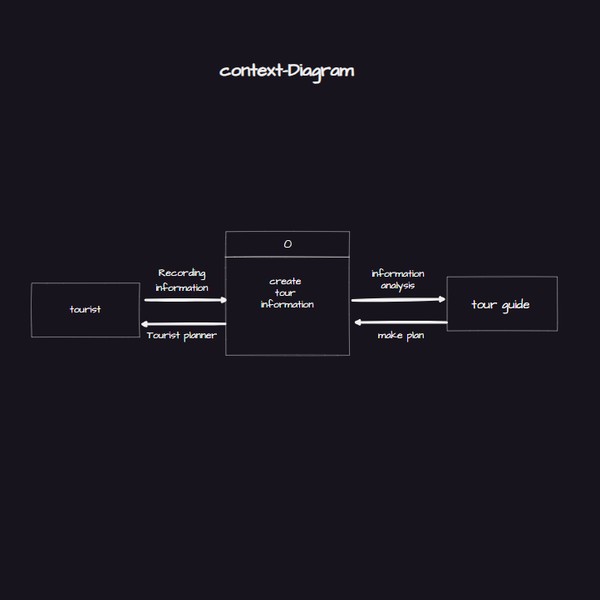 context-Diagram
0
Recording
information
create
tour
information
information
analysis
tourist
tour guide
Tourist planner
make plan